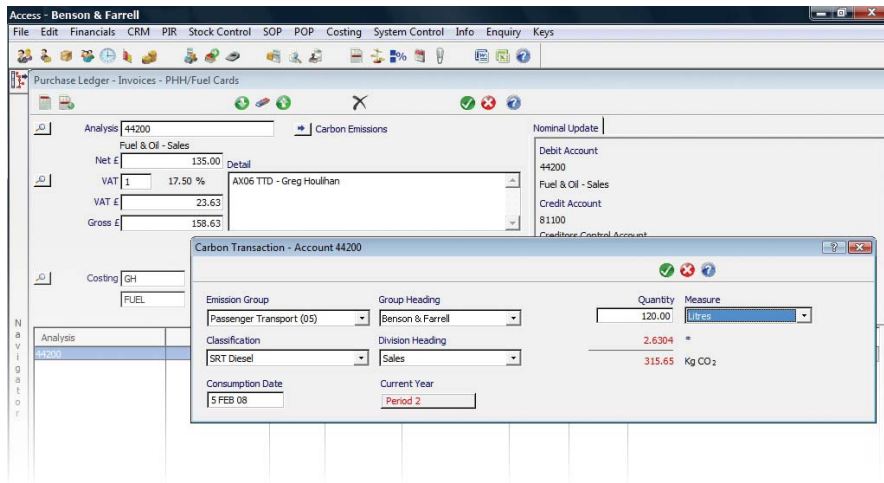 Access - Benson & Farrell
File Edit Financials CRM PIR Stock Control SOP POP Costing System Control Info Enquiry Keys
Purchase Ledger - Invoices - PHH/Fuel Cards
Analysis 44200 Carbon Emissions
Fuel & Oil - Sales
Net £ 135.00 Detail
VAT 1 17.50 % AX06 TTD - Greg Houlihan
VAT £ 23.63
Gross £ 158.63
Nominal Update
Debit Account
44200
Fuel & Oil - Sales
Credit Account
81100
Creditors Control Account
Costing GH
FUEL
Navigator
Analysis
44200
Carbon Transaction - Account 44200
Emission Group Group Heading Quantity Measure
Passenger Transport (05) Benson & Farrell 120.00 Litres
Classification Division Heading 2.6304 *
SRT Diesel Sales 315.65 Kg CO2
Consumption Date Current Year
5 FEB 08 Period 2